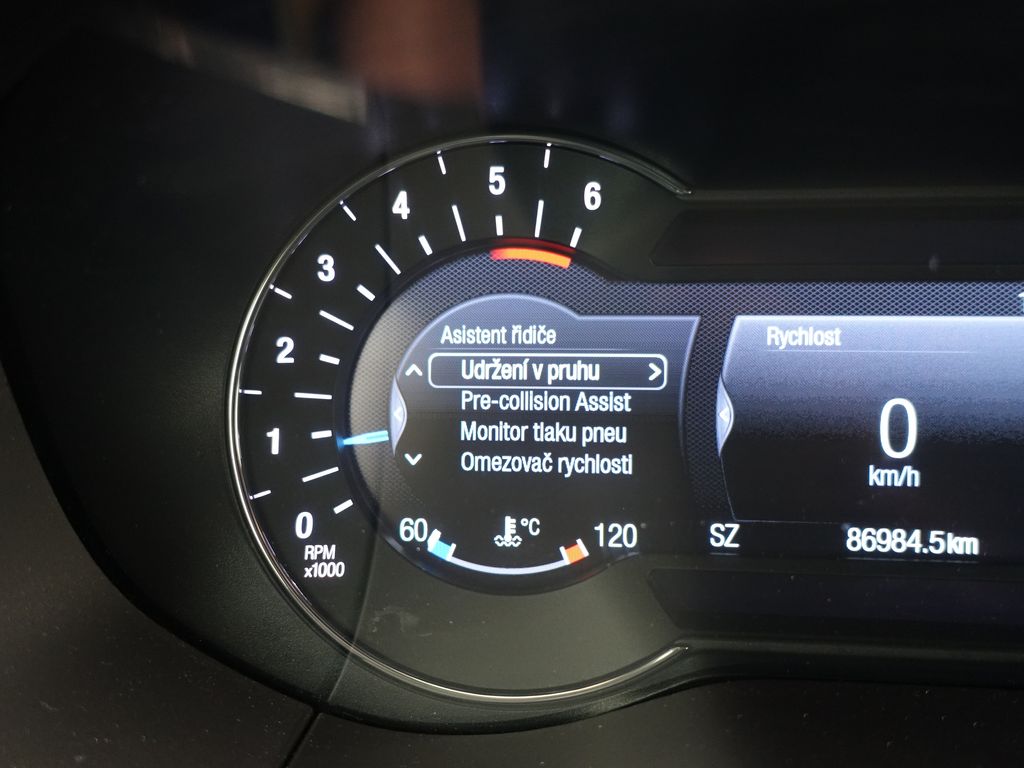 5
6
4
3
2
1
0
RPM
x1000
Asistent řidiče
Udržení v pruhu
Pre-collision Assist
Monitor tlaku pneu
Omezovač rychlosti
60
°C
120
Rychlost
0
km/h
SZ
86984.5km